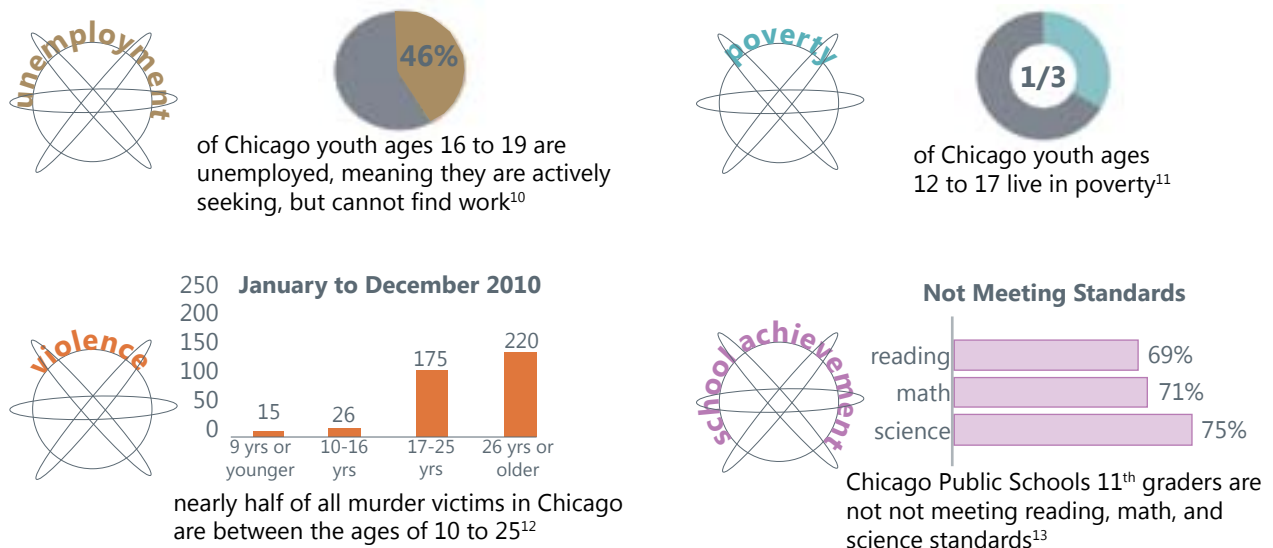 unemployment
46%
of Chicago youth ages 16 to 19 are
unemployed, meaning they are actively
seeking, but cannot find work10
poverty
1/3
of Chicago youth ages
12 to 17 live in poverty11
violence
January to December 2010
250
200
150
100
50
0
15
26
175
220
9 yrs or
younger
10-16
yrs
17-25
yrs
26 yrs or
older
nearly half of all murder victims in Chicago
are between the ages of 10 to 2512
school achievement
Not Meeting Standards
reading 69%
math 71%
science 75%
Chicago Public Schools 11th graders are
not not meeting reading, math, and
science standards13